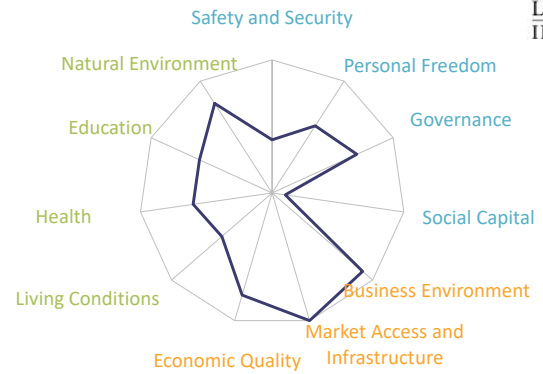 Safety and Security
Natural Environment
Personal Freedom
Education
Governance
Health
Social Capital
Living Conditions
Business Environment
Market Access and
Infrastructure
Economic Quality